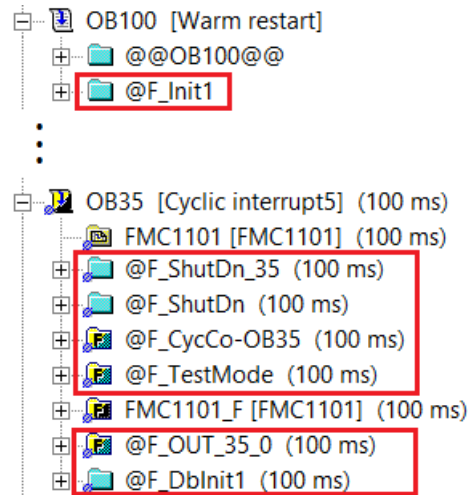 OB100 [Warm restart]
@@OB100@@
@F_Init1
OB35 [Cyclic interrupt5] (100 ms)
FMC1101 [FMC1101] (100 ms)
@F_ShutDn_35 (100 ms)
@F_ShutDn (100 ms)
@F_CycCo-OB35 (100 ms)
@F_TestMode (100 ms)
FMC1101_F [FMC1101] (100 ms)
@F_OUT_35_0 (100 ms)
@F_DbInit1 (100 ms)